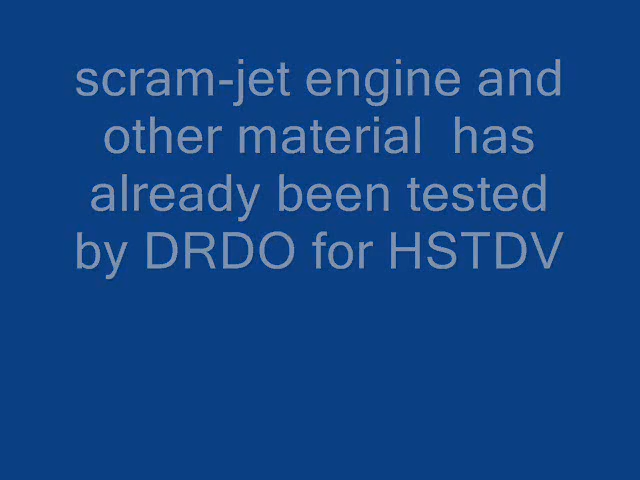 scram-jet engine and
other material  has
already been tested
by DRDO for HSTDV